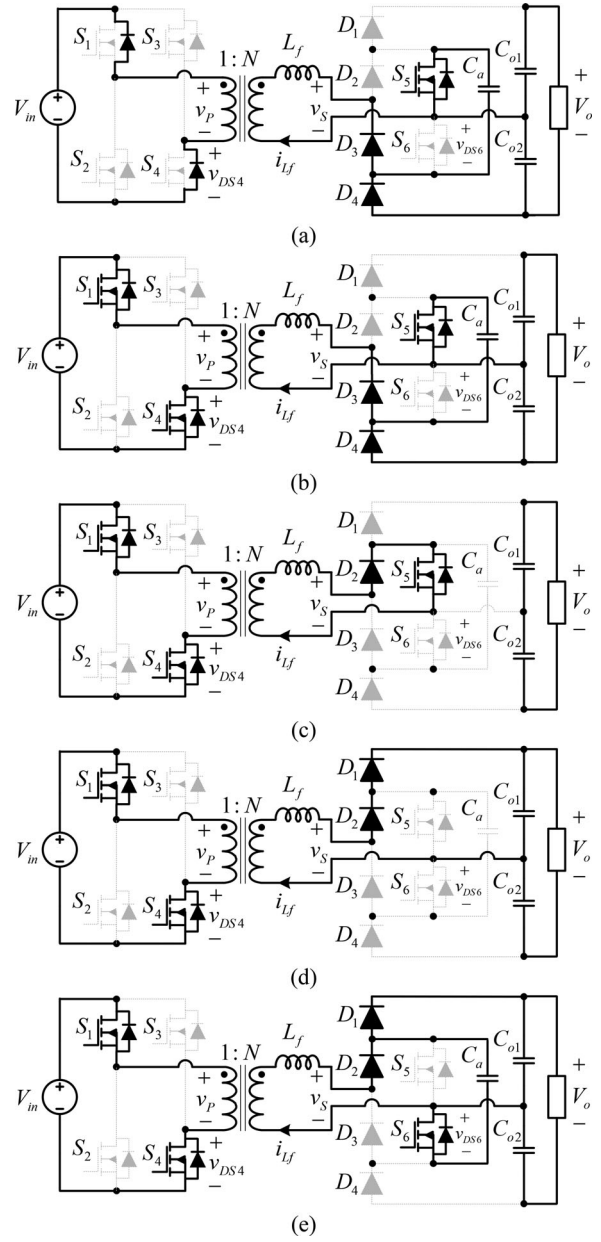 S1 S3 1:N Lf D1 Co1
D2 S5 Ca
Vin vP vS Vo
S2 S4 vDS4 iLf D3 S6 vDS6 Co2
D4
(a)
S1 S3 1:N Lf D1 Co1
D2 S5 Ca
Vin vP vS Vo
S2 S4 vDS4 iLf D3 S6 vDS6 Co2
D4
(b)
S1 S3 1:N Lf D1 Co1
D2 S5 Ca
Vin vP vS Vo
S2 S4 vDS4 iLf D3 S6 vDS6 Co2
D4
(c)
S1 S3 1:N Lf D1 Co1
D2 S5 Ca
Vin vP vS Vo
S2 S4 vDS4 iLf D3 S6 vDS6 Co2
D4
(d)
S1 S3 1:N Lf D1 Co1
D2 S5 Ca
Vin vP vS Vo
S2 S4 vDS4 iLf D3 S6 vDS6 Co2
D4
(e)